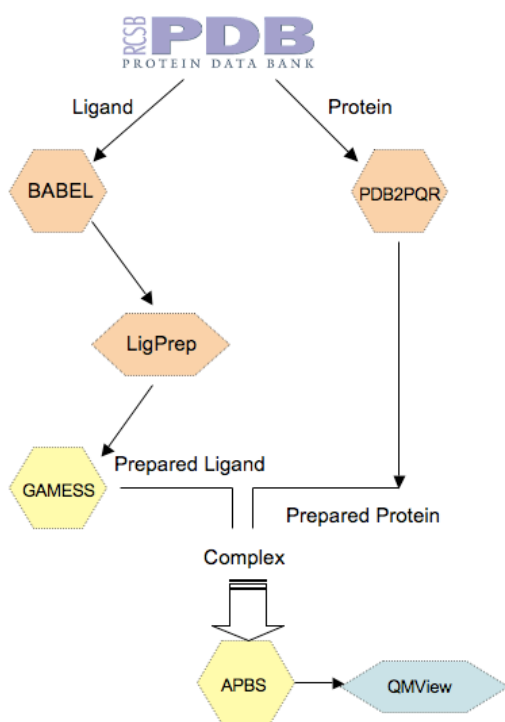 RCSB
PDB
PROTEIN DATA BANK
Ligand
Protein
BABEL
PDB2PQR
LigPrep
Prepared Ligand
GAMESS
Prepared Protein
Complex
APBS
QMView